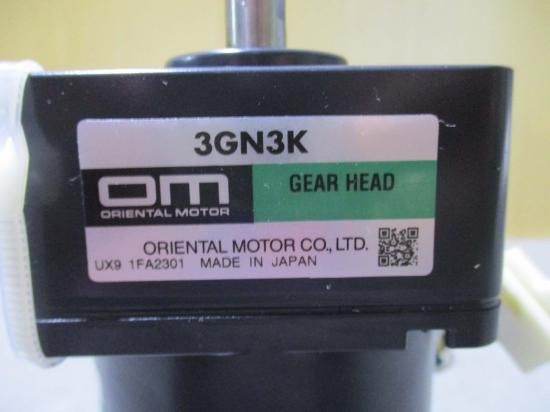 3GN3K
om
ORIENTAL MOTOR
GEAR HEAD
ORIENTAL MOTOR CO., LTD.
UX9 1FA2301 MADE IN JAPAN